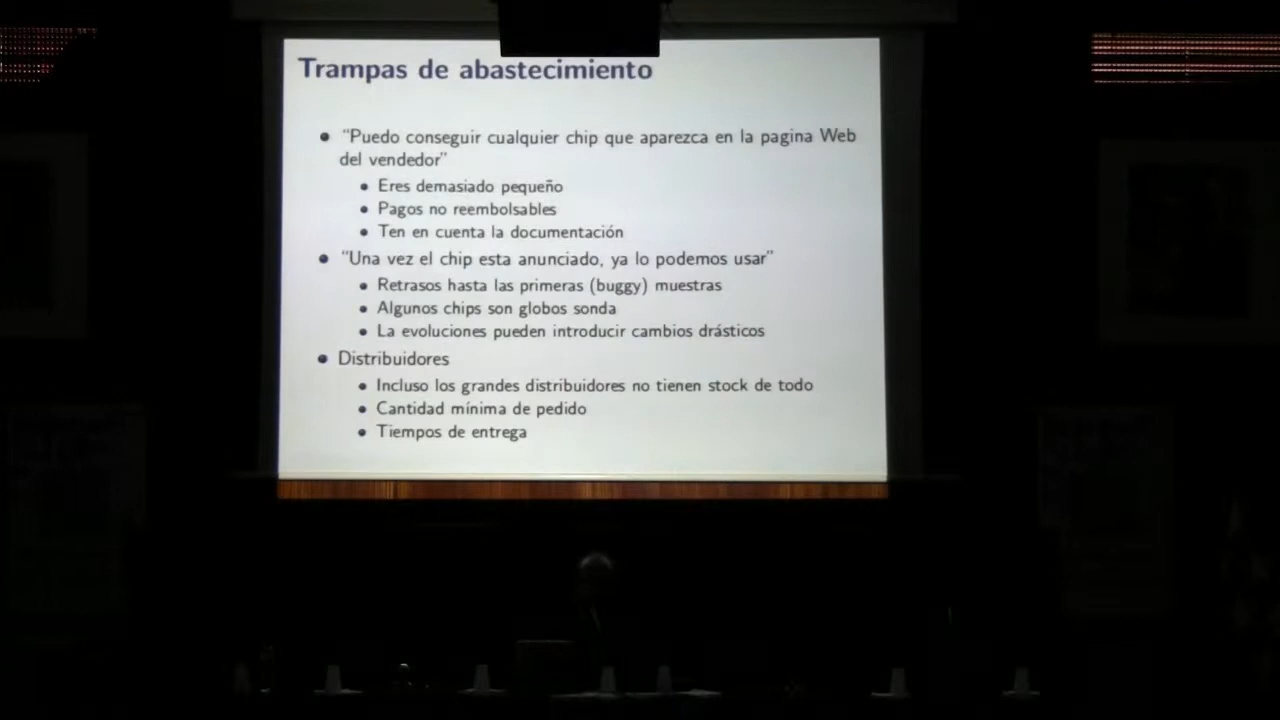 Trampas de abastecimiento
"Puedo conseguir cualquier chip que aparezca en la pagina Web
del vendedor"
Eres demasiado pequeño
Pagos no reembolsables
Ten en cuenta la documentación
"Una vez el chip esta anunciado, ya lo podemos usar"
Retrasos hasta las primeras (buggy) muestras
Algunos chips son globos sonda
La evoluciones pueden introducir cambios drásticos
Distribuidores
Incluso los grandes distribuidores no tienen stock de todo
Cantidad mínima de pedido
Tiempos de entrega